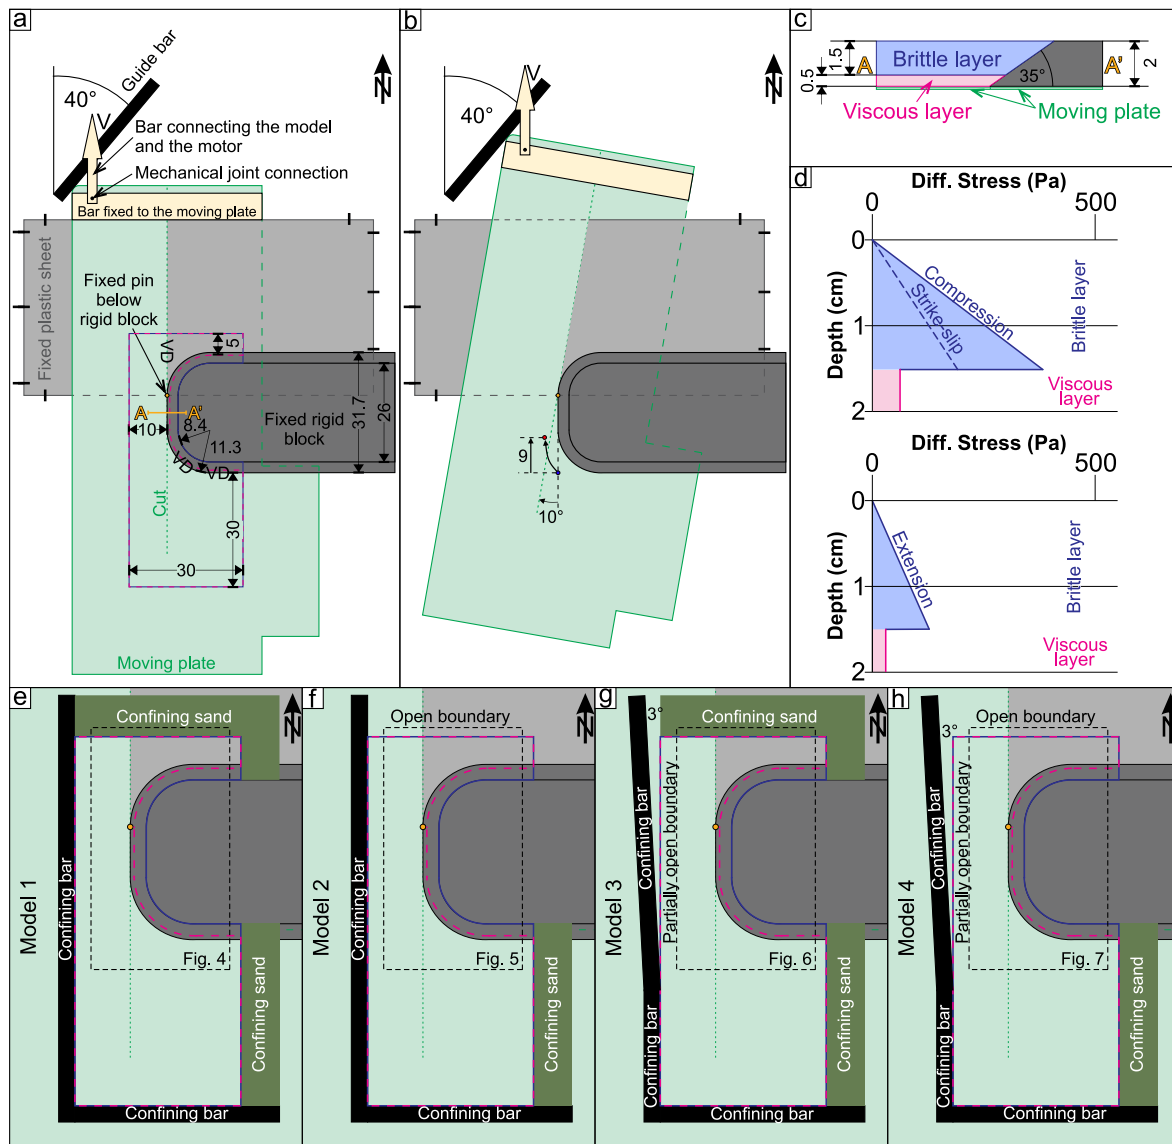 a
40°
Guide bar
V
Bar connecting the model
and the motor
Mechanical joint connection
Bar fixed to the moving plate
N
Fixed plastic sheet
Fixed pin
below
rigid block
VD
5
A
A'
10
8.4
11.3
Fixed rigid
block
31.7
26
VD
VD
Cut
30
30
Moving plate
b
40°
V
N
9
10°
c
1.5
0.5
A
Brittle layer
A'
35°
2
Viscous layer
Moving plate
d
Diff. Stress (Pa)
0
500
0
1
2
Depth (cm)
Compression
Strike-slip
Brittle layer
Viscous
layer
Diff. Stress (Pa)
0
500
0
1
2
Depth (cm)
Extension
Brittle layer
Viscous
layer
e
Confining sand
N
Model 1
Confining bar
Fig. 4
Confining sand
Confining bar
f
Open boundary
N
Model 2
Confining bar
Fig. 5
Confining sand
Confining bar
g
3°
Confining sand
N
Model 3
Confining bar
Partially open boundary
Fig. 6
Confining sand
Confining bar
Confining bar
h
3°
Open boundary
N
Model 4
Confining bar
Partially open boundary
Fig. 7
Confining sand
Confining bar
Confining bar